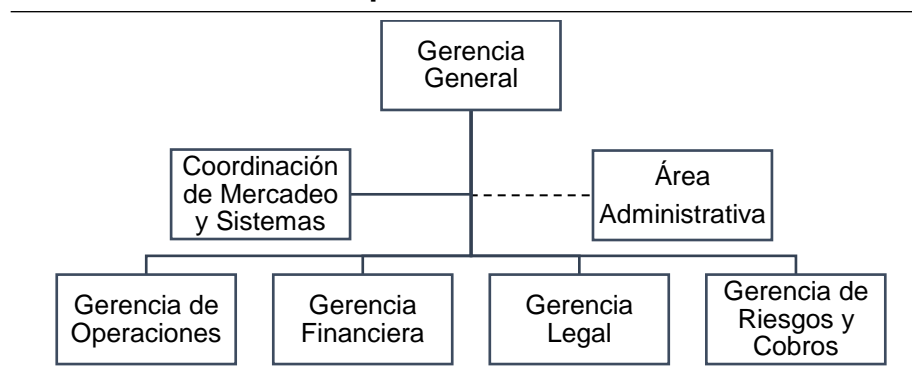 Gerencia
General
Coordinación
de Mercadeo
y Sistemas
Área
Administrativa
Gerencia de
Operaciones
Gerencia
Financiera
Gerencia
Legal
Gerencia de
Riesgos y
Cobros